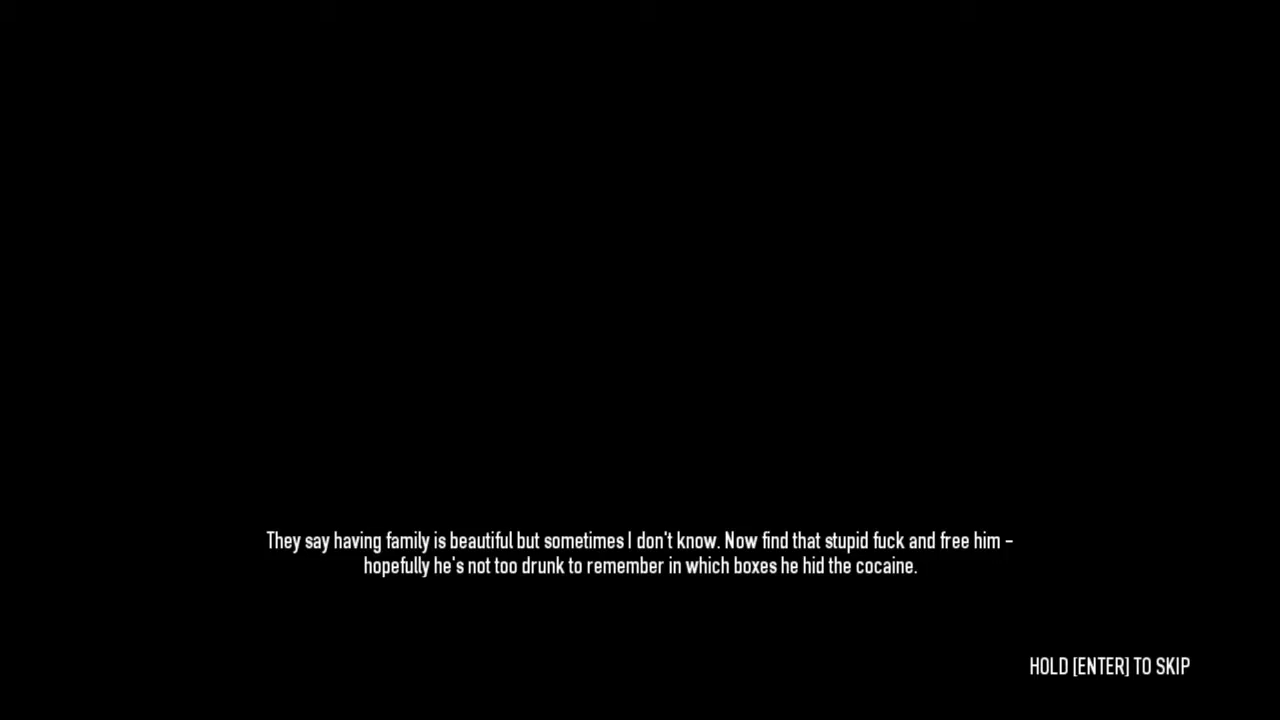 They say having family is beautiful but sometimes I don't know. Now find that stupid fuck and free him -
hopefully he's not too drunk to remember in which boxes he hid the cocaine.
HOLD [ENTER] TO SKIP